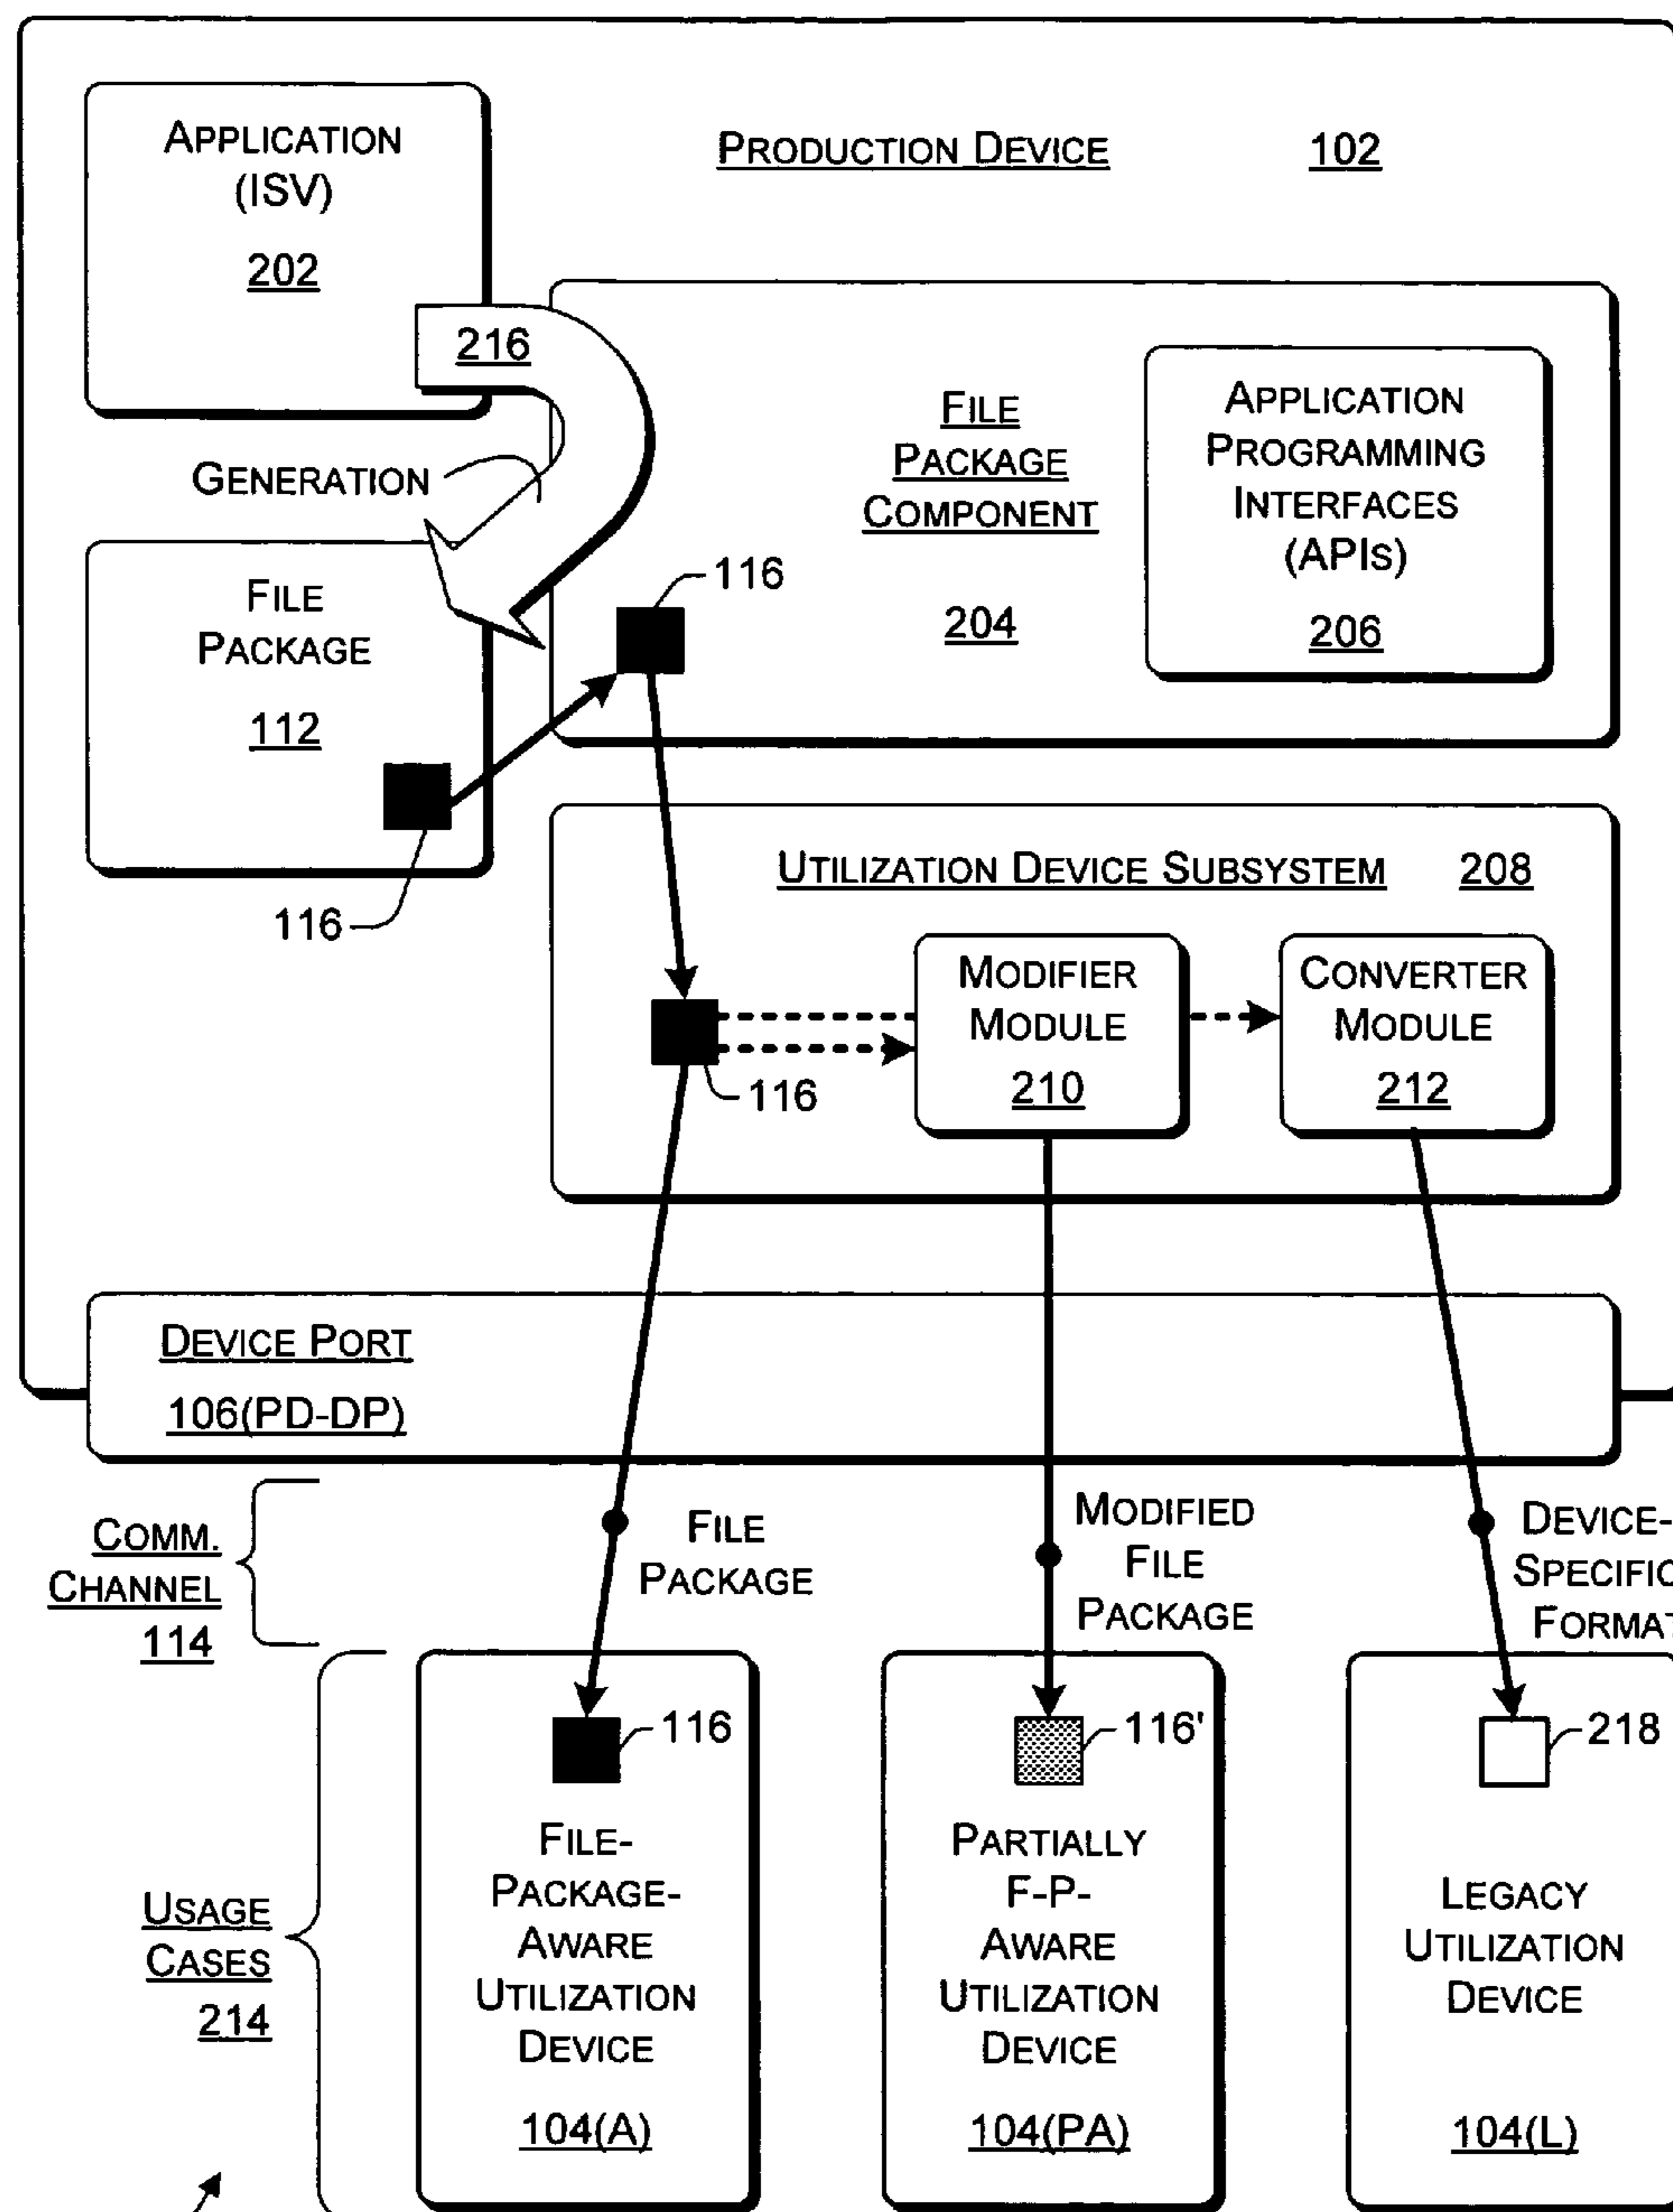 APPLICATION
(ISV)
202
PRODUCTION DEVICE 102
216
GENERATION
FILE
PACKAGE
COMPONENT
204
APPLICATION
PROGRAMMING
INTERFACES
(APIS)
206
FILE
PACKAGE
112
116
116
UTILIZATION DEVICE SUBSYSTEM 208
116
MODIFIER
MODULE
210
CONVERTER
MODULE
212
DEVICE PORT
106(PD-DP)
COMM.
CHANNEL
114
FILE
PACKAGE
MODIFIED
FILE
PACKAGE
DEVICE-
SPECIFIC
FORMAT
USAGE
CASES
214
116
FILE-
PACKAGE-
AWARE
UTILIZATION
DEVICE
104(A)
116'
PARTIALLY
F-P-
AWARE
UTILIZATION
DEVICE
104(PA)
218
LEGACY
UTILIZATION
DEVICE
104(L)